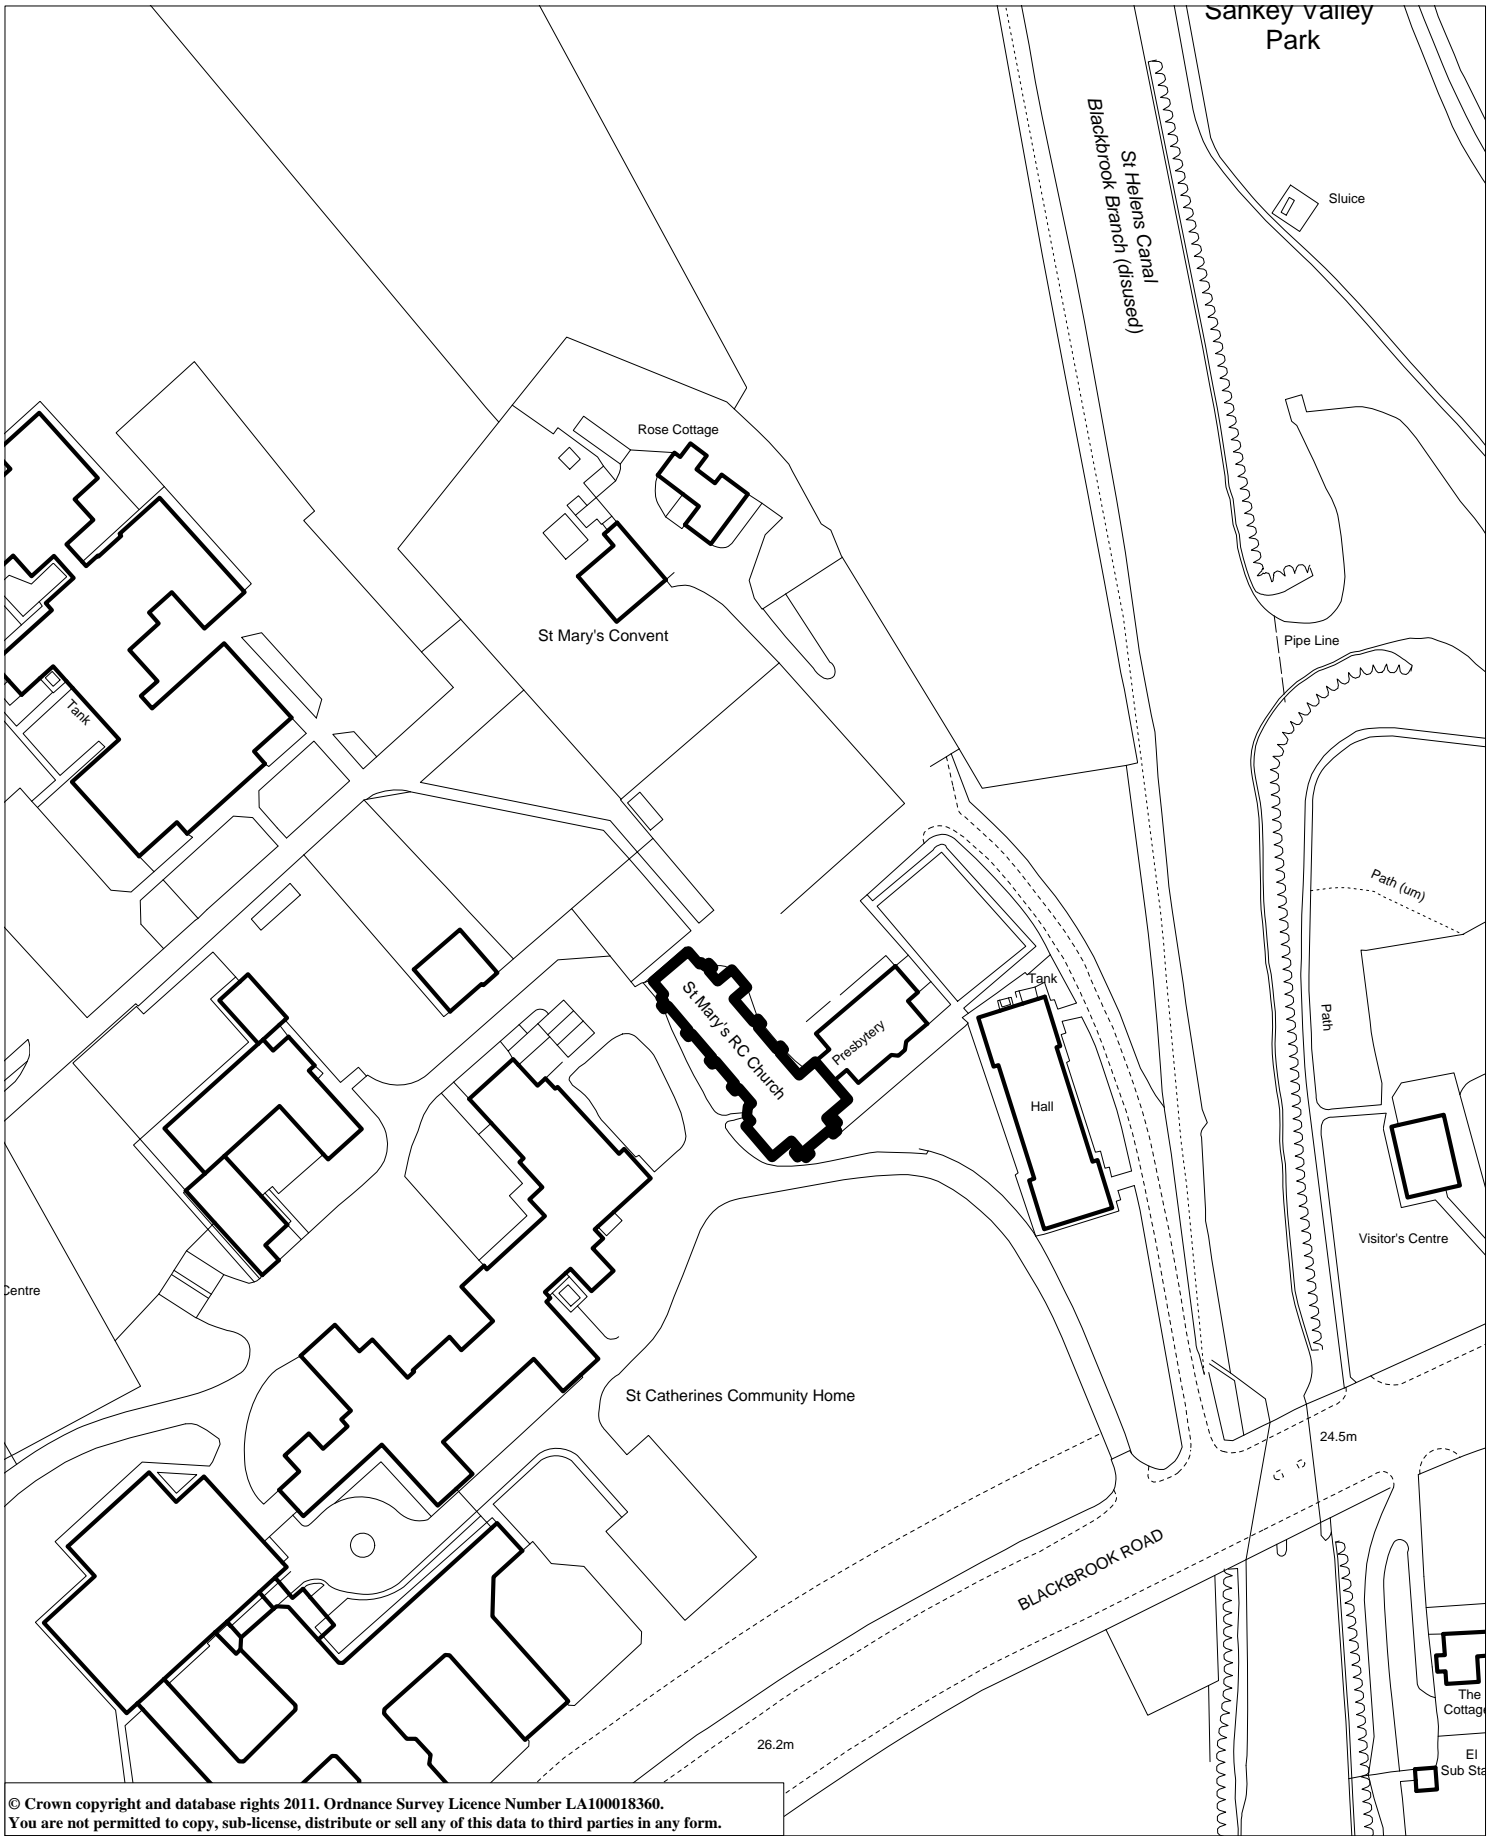 Sankey Valley
Park
St Helens Canal
Blackbrook Branch (disused)
Sluice
Rose Cottage
St Mary's Convent
Pipe Line
Tank
Path (um)
Tank
St Mary's RC Church
Presbytery
Path
Hall
Visitor's Centre
Centre
St Catherines Community Home
24.5m
BLACKBROOK ROAD
The
Cottage
26.2m
El
Sub Sta
© Crown copyright and database rights 2011. Ordnance Survey Licence Number LA100018360.
You are not permitted to copy, sub-license, distribute or sell any of this data to third parties in any form.